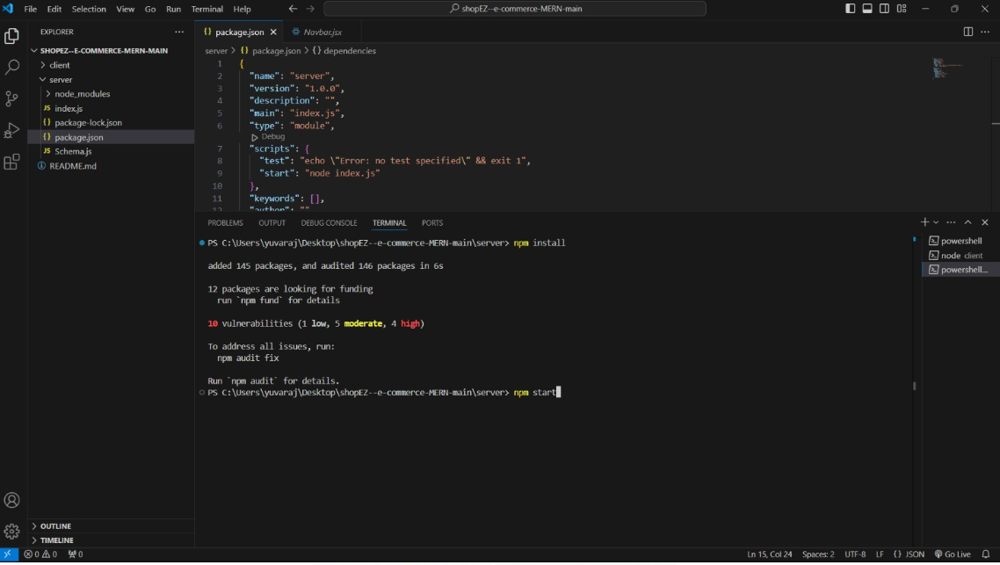 File Edit Selection View Go Run Terminal Help
shopEZ--e-commerce-MERN-main
EXPLORER
SHOPEZ--E-COMMERCE-MERN-MAIN
client
server
node_modules
JS index.js
{} package-lock.json
{} package.json
JS Schema.js
README.md
OUTLINE
TIMELINE
{} package.json
Navbar.jsx
server > {} package.json > {} dependencies
1 {
2 "name": "server",
3 "version": "1.0.0",
4 "description": "",
5 "main": "index.js",
6 "type": "module",
Debug
7 "scripts": {
8 "test": "echo \"Error: no test specified\" && exit 1",
9 "start": "node index.js"
10 },
11 "keywords": [],
12 "author": ""
PROBLEMS OUTPUT DEBUG CONSOLE TERMINAL PORTS
PS C:\Users\yuvaraj\Desktop\shopEZ--e-commerce-MERN-main\server> npm install
added 145 packages, and audited 146 packages in 6s
12 packages are looking for funding
run `npm fund` for details
10 vulnerabilities (1 low, 5 moderate, 4 high)
To address all issues, run:
npm audit fix
Run `npm audit` for details.
PS C:\Users\yuvaraj\Desktop\shopEZ--e-commerce-MERN-main\server> npm start
powershell
node client
powershell...
0 0 0
Ln 15, Col 24 Spaces: 2 UTF-8 LF {} JSON Go Live